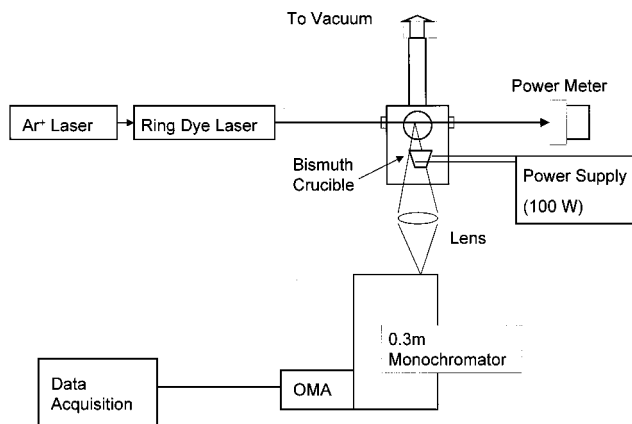 To Vacuum
Power Meter
Ar⁺ Laser
Ring Dye Laser
Bismuth
Crucible
Power Supply
(100 W)
Lens
0.3m
Monochromator
OMA
Data
Acquisition